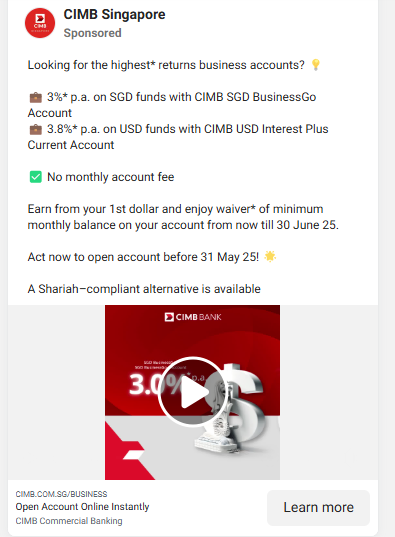 CIMB
CIMB Singapore
Sponsored
Looking for the highest* returns business accounts? 💡
💼 3%* p.a. on SGD funds with CIMB SGD BusinessGo
Account
💼 3.8%* p.a. on USD funds with CIMB USD Interest Plus
Current Account
✅ No monthly account fee
Earn from your 1st dollar and enjoy waiver* of minimum
monthly balance on your account from now till 30 June 25.
Act now to open account before 31 May 25! 🌟
A Shariah–compliant alternative is available
CIMB BANK
3.0% p.a.
CIMB.COM.SG/BUSINESS
Open Account Online Instantly
CIMB Commercial Banking
Learn more